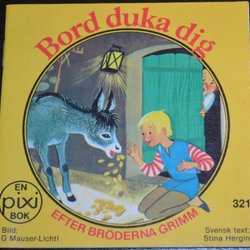 Bord duka dig
EN
pixi
BOK
321
EFTER BRÖDERNA GRIMM
Bild:
G Mauser-Lichtl
Svensk text
Stina Hergin